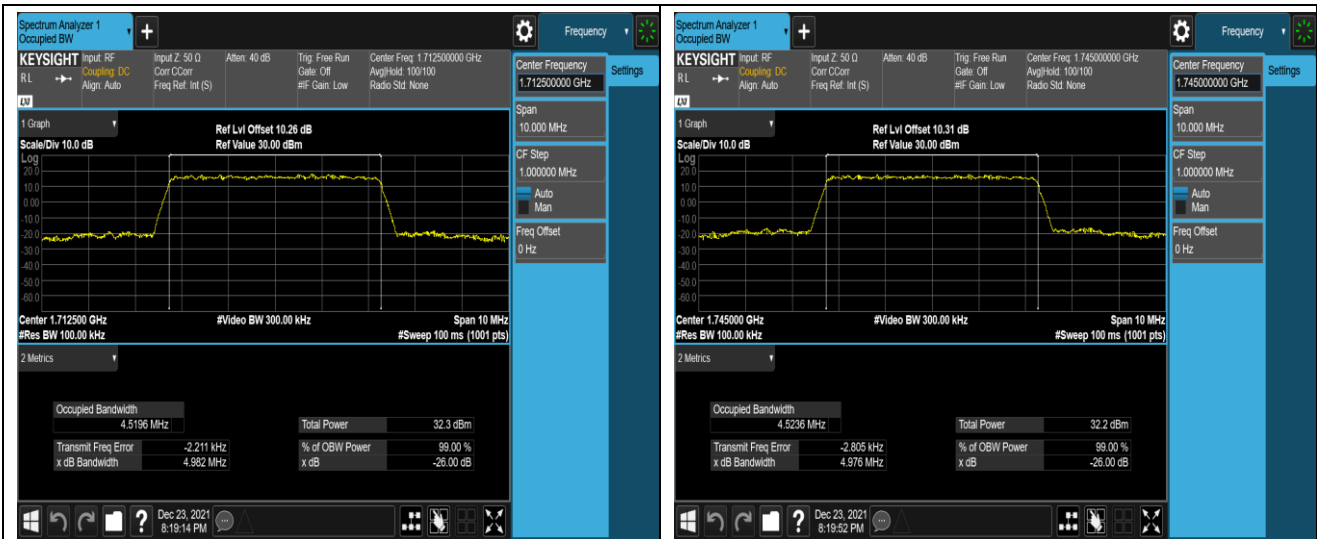 Spectrum Analyzer 1
Occupied BW
+
Frequency
KEYSIGHT
RL
LXI
Input: RF
Coupling: DC
Align: Auto
Input Z: 50 Ω
Corr CCorr
Freq Ref: Int (S)
Atten: 40 dB
Trig: Free Run
Gate: Off
#IF Gain: Low
Center Freq: 1.712500000 GHz
Avg|Hold: 100/100
Radio Std: None
Center Frequency
1.712500000 GHz
Settings
Span
10.000 MHz
CF Step
1.000000 MHz
Auto
Man
Freq Offset
0 Hz
1 Graph
Ref Lvl Offset 10.26 dB
Scale/Div 10.0 dB
Ref Value 30.00 dBm
Log
20.0
10.0
0.00
-10.0
-20.0
-30.0
-40.0
-50.0
-60.0
Center 1.712500 GHz
#Video BW 300.00 kHz
Span 10 MHz
#Res BW 100.00 kHz
#Sweep 100 ms (1001 pts)
2 Metrics
Occupied Bandwidth
4.5196 MHz
Total Power 32.3 dBm
Transmit Freq Error -2.211 kHz
% of OBW Power 99.00 %
x dB Bandwidth 4.982 MHz
x dB -26.00 dB
?
Dec 23, 2021
8:19:14 PM
Spectrum Analyzer 1
Occupied BW
+
Frequency
KEYSIGHT
RL
LXI
Input: RF
Coupling: DC
Align: Auto
Input Z: 50 Ω
Corr CCorr
Freq Ref: Int (S)
Atten: 40 dB
Trig: Free Run
Gate: Off
#IF Gain: Low
Center Freq: 1.745000000 GHz
Avg|Hold: 100/100
Radio Std: None
Center Frequency
1.745000000 GHz
Settings
Span
10.000 MHz
CF Step
1.000000 MHz
Auto
Man
Freq Offset
0 Hz
1 Graph
Ref Lvl Offset 10.31 dB
Scale/Div 10.0 dB
Ref Value 30.00 dBm
Log
20.0
10.0
0.00
-10.0
-20.0
-30.0
-40.0
-50.0
-60.0
Center 1.745000 GHz
#Video BW 300.00 kHz
Span 10 MHz
#Res BW 100.00 kHz
#Sweep 100 ms (1001 pts)
2 Metrics
Occupied Bandwidth
4.5236 MHz
Total Power 32.2 dBm
Transmit Freq Error -2.805 kHz
% of OBW Power 99.00 %
x dB Bandwidth 4.976 MHz
x dB -26.00 dB
?
Dec 23, 2021
8:19:52 PM